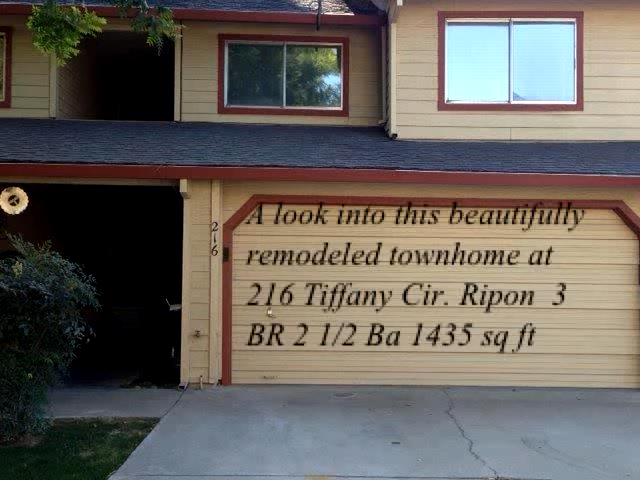 216
A look into this beautifully
remodeled townhome at
216 Tiffany Cir. Ripon 3
BR 2 1/2 Ba 1435 sq ft